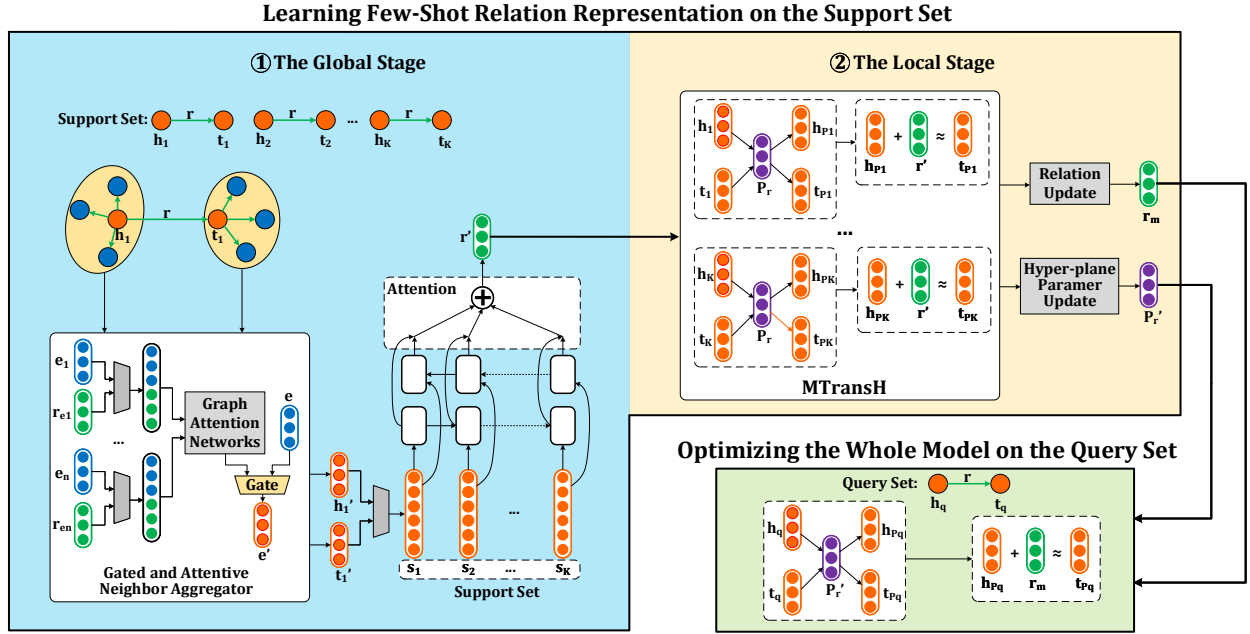 Learning Few-Shot Relation Representation on the Support Set
① The Global Stage
Support Set:
r
r
...
r
h1
t1
h2
t2
hK
tK
r
h1
t1
r'
Attention
+
e1
re1
...
en
ren
Graph
Attention
Networks
e
Gate
e'
Gated and Attentive
Neighbor Aggregator
h1'
t1'
...
s1
s2
...
sK
Support Set
② The Local Stage
h1
t1
Pr
hP1
tP1
+
≈
hP1
r'
tP1
...
hK
tK
Pr
hPK
tPK
+
≈
hPK
r'
tPK
MTransH
Relation
Update
rm
Hyper-plane
Paramer
Update
Pr'
Optimizing the Whole Model on the Query Set
Query Set:
r
hq
tq
hq
tq
Pr'
hPq
tPq
+
≈
hPq
rm
tPq